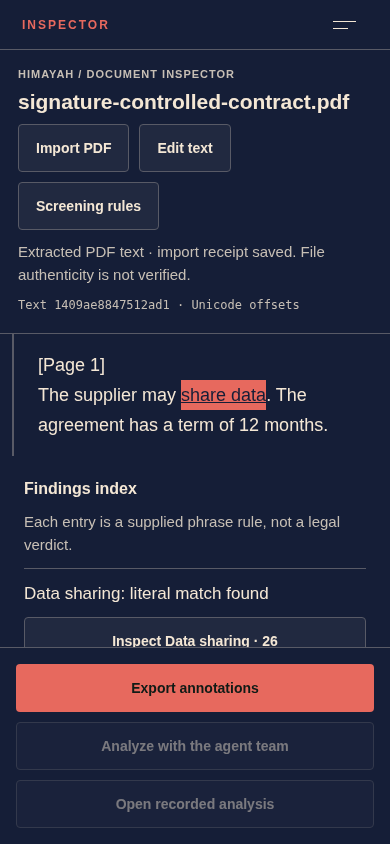 INSPECTOR
HIMAYAH / DOCUMENT INSPECTOR
signature-controlled-contract.pdf
Import PDF
Edit text
Screening rules
Extracted PDF text · import receipt saved. File
authenticity is not verified.
Text 1409ae8847512ad1 · Unicode offsets
[Page 1]
The supplier may share data. The
agreement has a term of 12 months.
Findings index
Each entry is a supplied phrase rule, not a legal
verdict.
Data sharing: literal match found
Inspect Data sharing · 26
Export annotations
Analyze with the agent team
Open recorded analysis